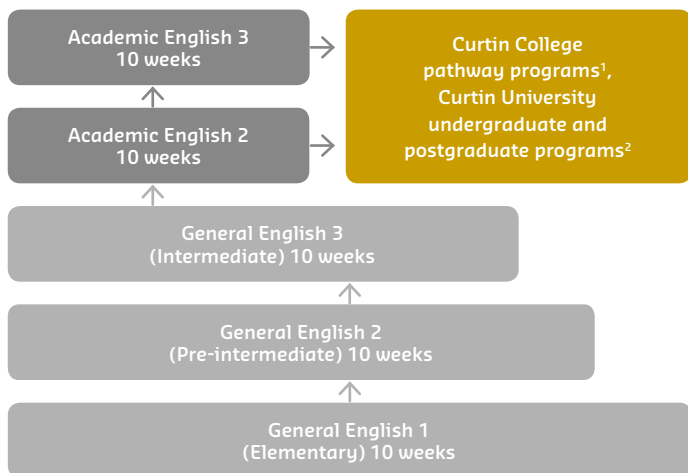 Academic English 3
10 weeks
Curtin College
pathway programs¹,
Curtin University
undergraduate and
postgraduate programs²
Academic English 2
10 weeks
General English 3
(Intermediate) 10 weeks
General English 2
(Pre-intermediate) 10 weeks
General English 1
(Elementary) 10 weeks